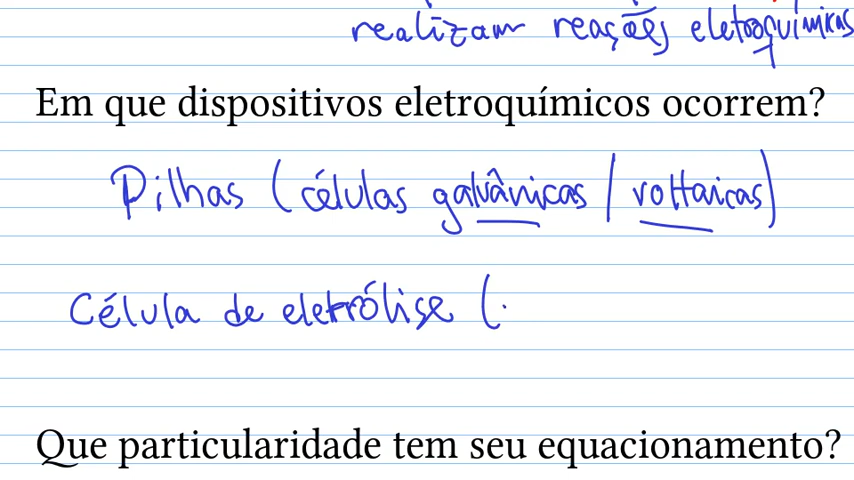 realizam reações eletroquímicas
Em que dispositivos eletroquímicos ocorrem?
Pilhas (células galvânicas / voltaicas)
Célula de eletrólise (
Que particularidade tem seu equacionamento?